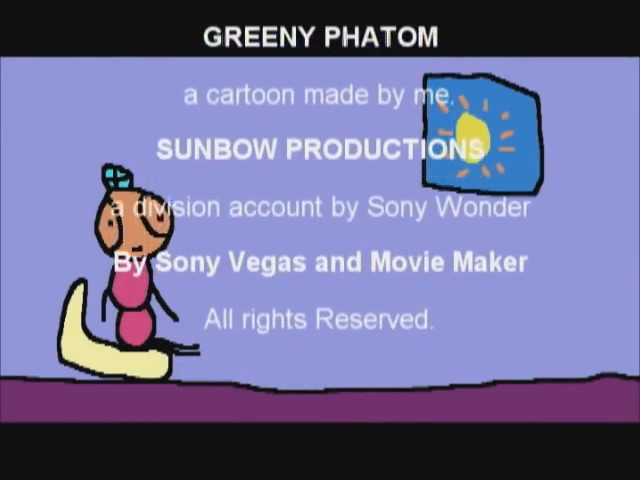 GREENY PHATOM
a cartoon made by me.
SUNBOW PRODUCTIONS
a division account by Sony Wonder
By Sony Vegas and Movie Maker
All rights Reserved.